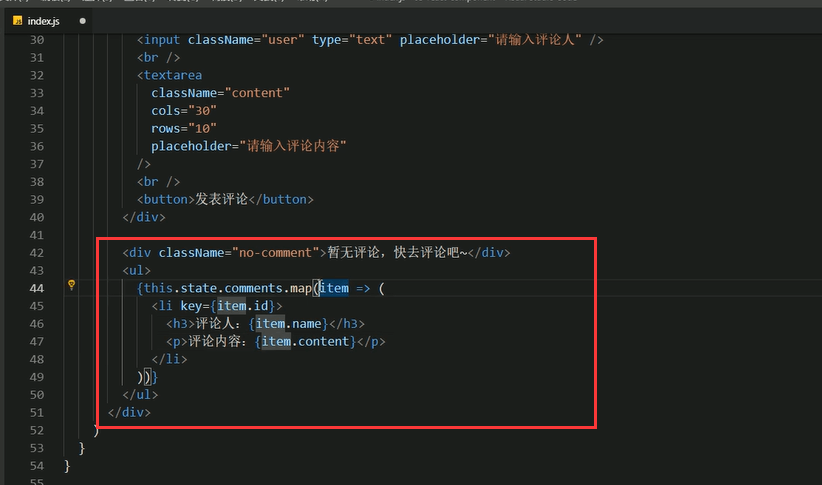 index.js
30 <input className="user" type="text" placeholder="请输入评论人" />
31 <br />
32 <textarea
33 className="content"
34 cols="30"
35 rows="10"
36 placeholder="请输入评论内容"
37 />
38 <br />
39 <button>发表评论</button>
40 </div>
41
42 <div className="no-comment">暂无评论，快去评论吧~</div>
43 <ul>
44 {this.state.comments.map(item => (
45 <li key={item.id}>
46 <h3>评论人：{item.name}</h3>
47 <p>评论内容：{item.content}</p>
48 </li>
49 ))}
50 </ul>
51 </div>
52 )
53 }
54 }
55